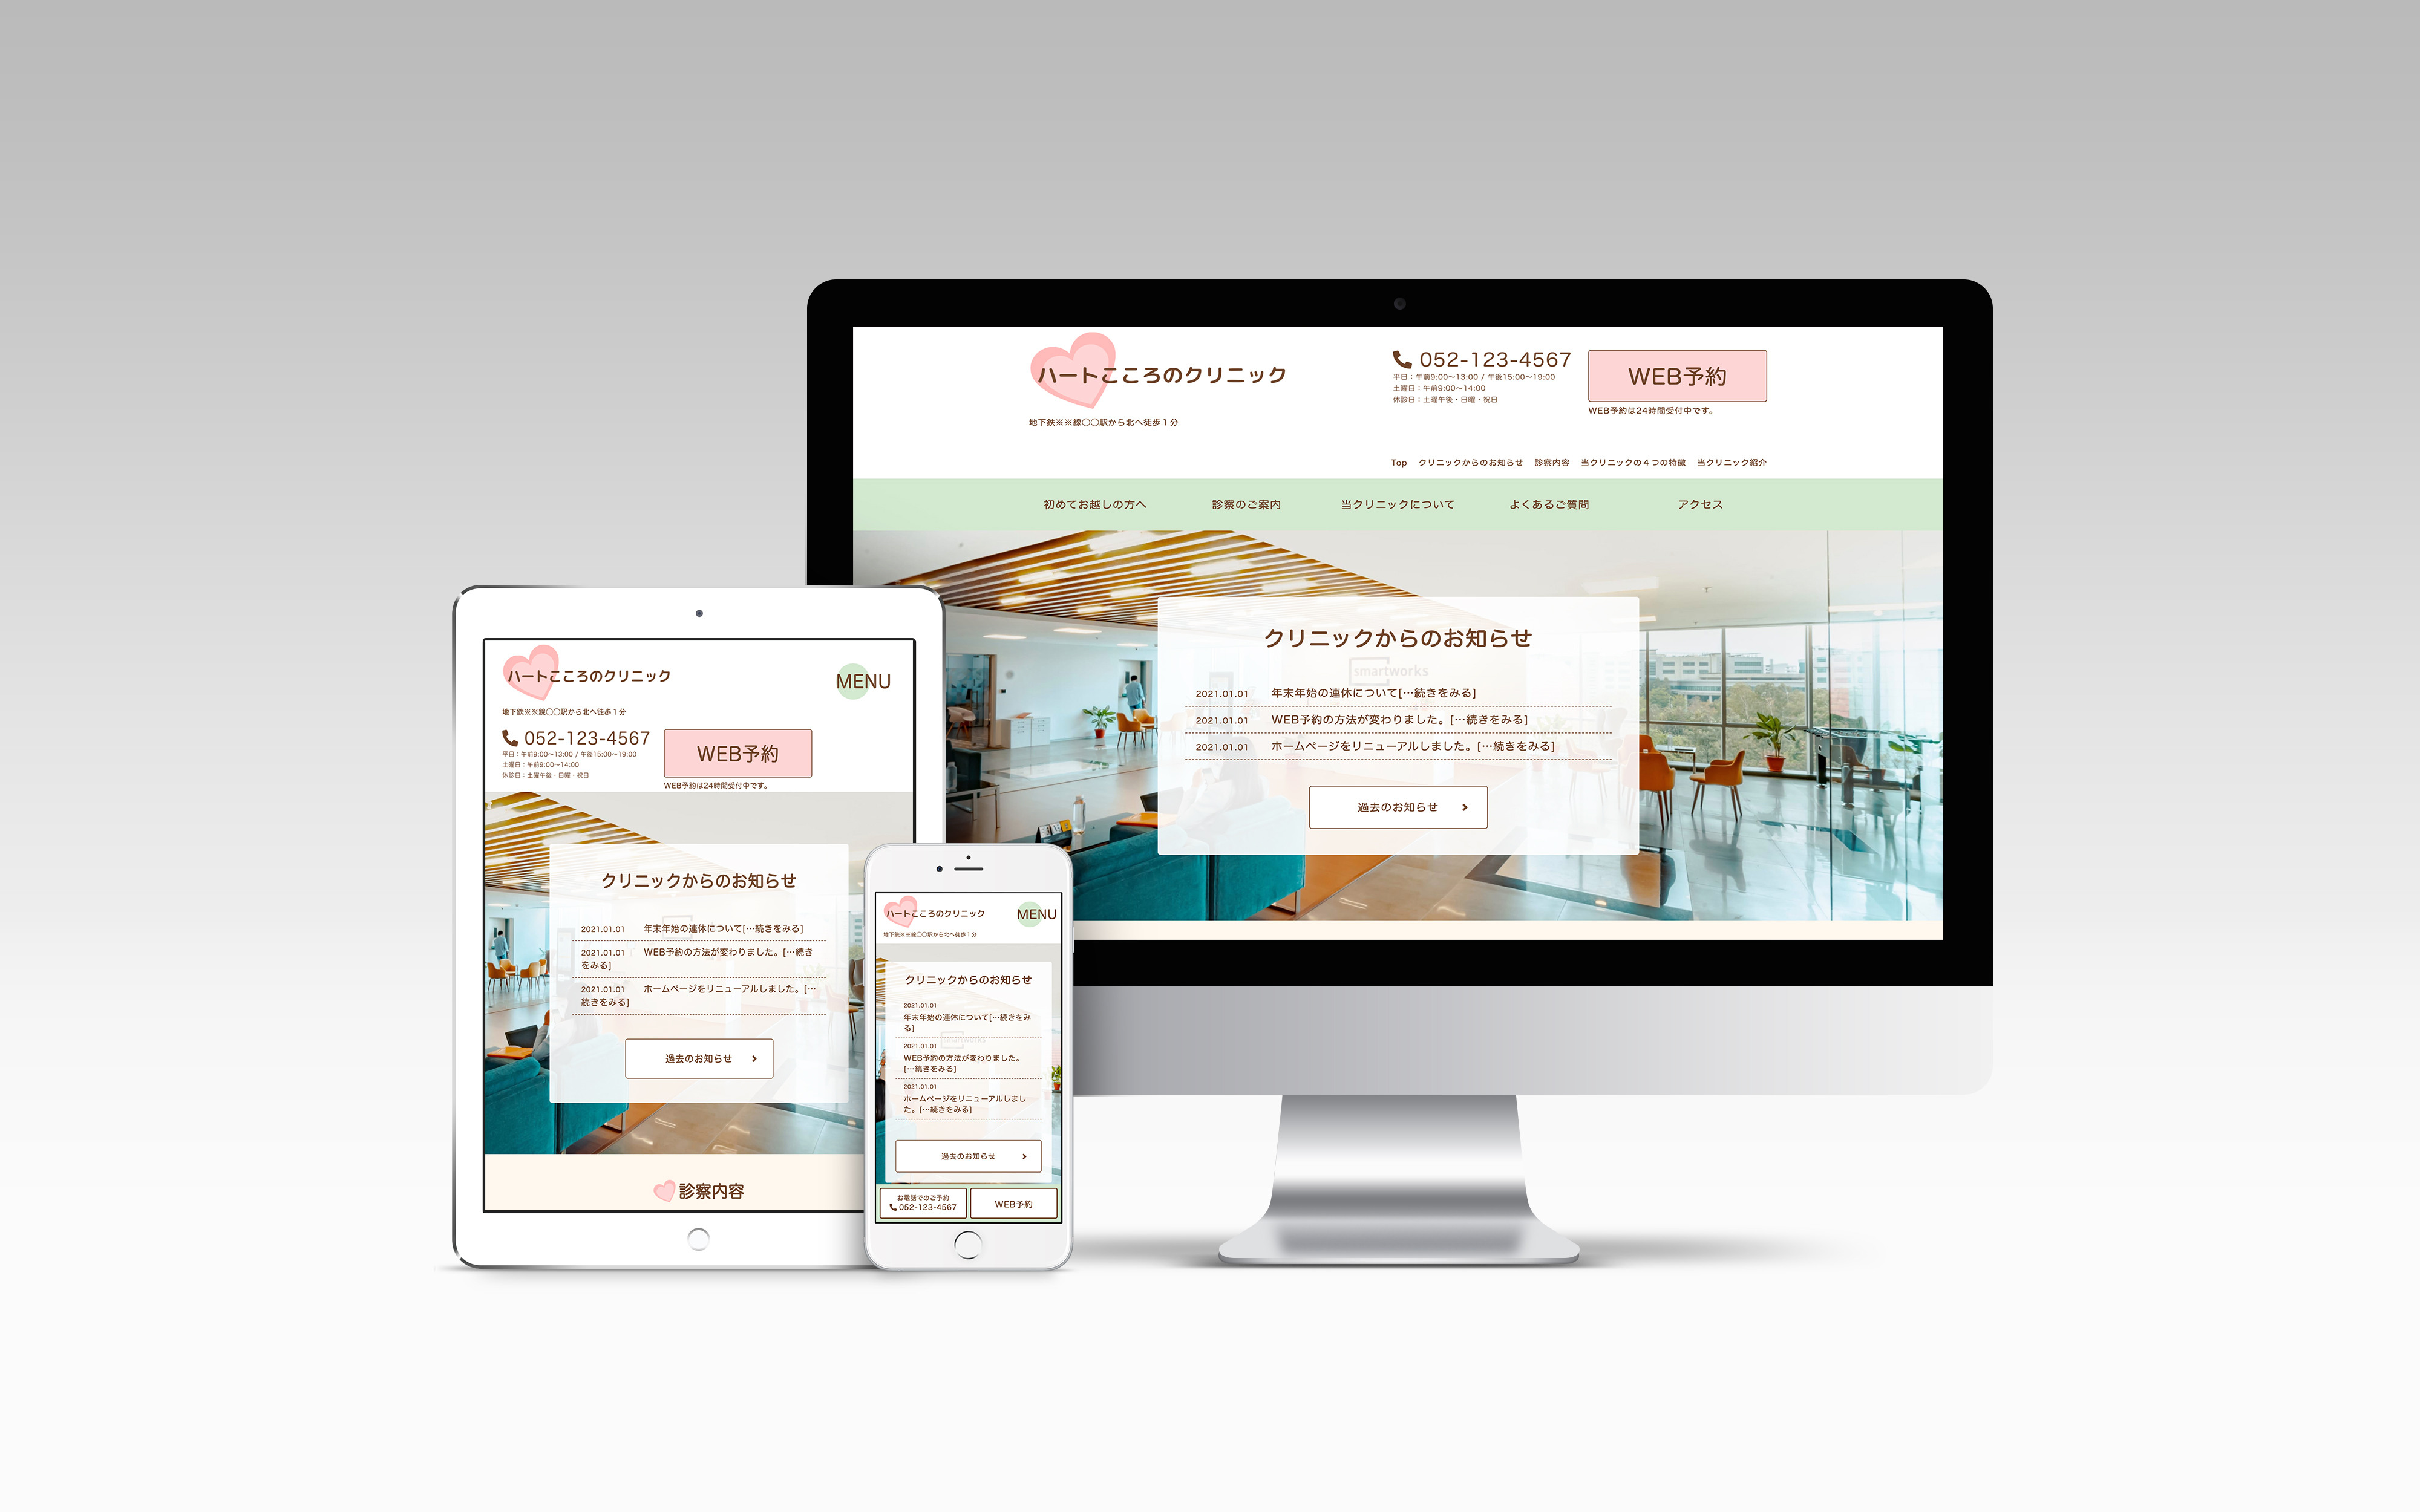 ハートこころのクリニック
地下鉄※※線○○駅から北へ徒歩１分
052-123-4567
平日：午前9:00〜13:00 / 午後15:00〜19:00
土曜日：午前9:00〜14:00
休診日：土曜午後・日曜・祝日
WEB予約
WEB予約は24時間受付中です。
Top クリニックからのお知らせ 診察内容 当クリニックの４つの特徴 当クリニック紹介
初めてお越しの方へ 診察のご案内 当クリニックについて よくあるご質問 アクセス
クリニックからのお知らせ
smartworks
2021.01.01 年末年始の連休について[…続きをみる]
2021.01.01 WEB予約の方法が変わりました。[…続きをみる]
2021.01.01 ホームページをリニューアルしました。[…続きをみる]
過去のお知らせ
ハートこころのクリニック
MENU
地下鉄※※線○○駅から北へ徒歩１分
052-123-4567
平日：午前9:00〜13:00 / 午後15:00〜19:00
土曜日：午前9:00〜14:00
休診日：土曜午後・日曜・祝日
WEB予約
WEB予約は24時間受付中です。
クリニックからのお知らせ
2021.01.01 年末年始の連休について[…続きをみる]
2021.01.01 WEB予約の方法が変わりました。[…続き
をみる]
2021.01.01 ホームページをリニューアルしました。[…
続きをみる]
過去のお知らせ
診察内容
ハートこころのクリニック
MENU
地下鉄※※線○○駅から北へ徒歩１分
クリニックからのお知らせ
2021.01.01
年末年始の連休について[…続きをみ
る]
2021.01.01
WEB予約の方法が変わりました。
[…続きをみる]
2021.01.01
ホームページをリニューアルしまし
た。[…続きをみる]
過去のお知らせ
お電話でのご予約
052-123-4567
WEB予約